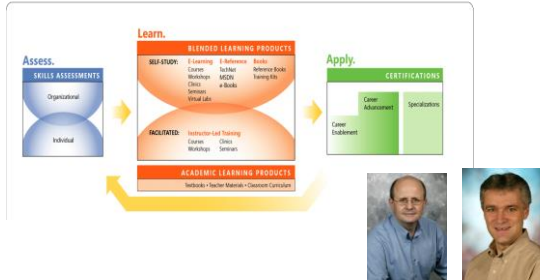 Assess.
SKILLS ASSESSMENTS
Organizational
Individual
Learn.
BLENDED LEARNING PRODUCTS
SELF-STUDY:
E-Learning
Courses
Workshops
Clinics
Seminars
Virtual Labs
E-Reference
TechNet
MSDN
e-Books
Books
Reference Books
Training Kits
FACILITATED:
Instructor-Led Training
Courses
Workshops
Clinics
Seminars
ACADEMIC LEARNING PRODUCTS
Textbooks • Teacher Materials • Classroom Curriculum
Apply.
CERTIFICATIONS
Career
Enablement
Career
Advancement
Specializations